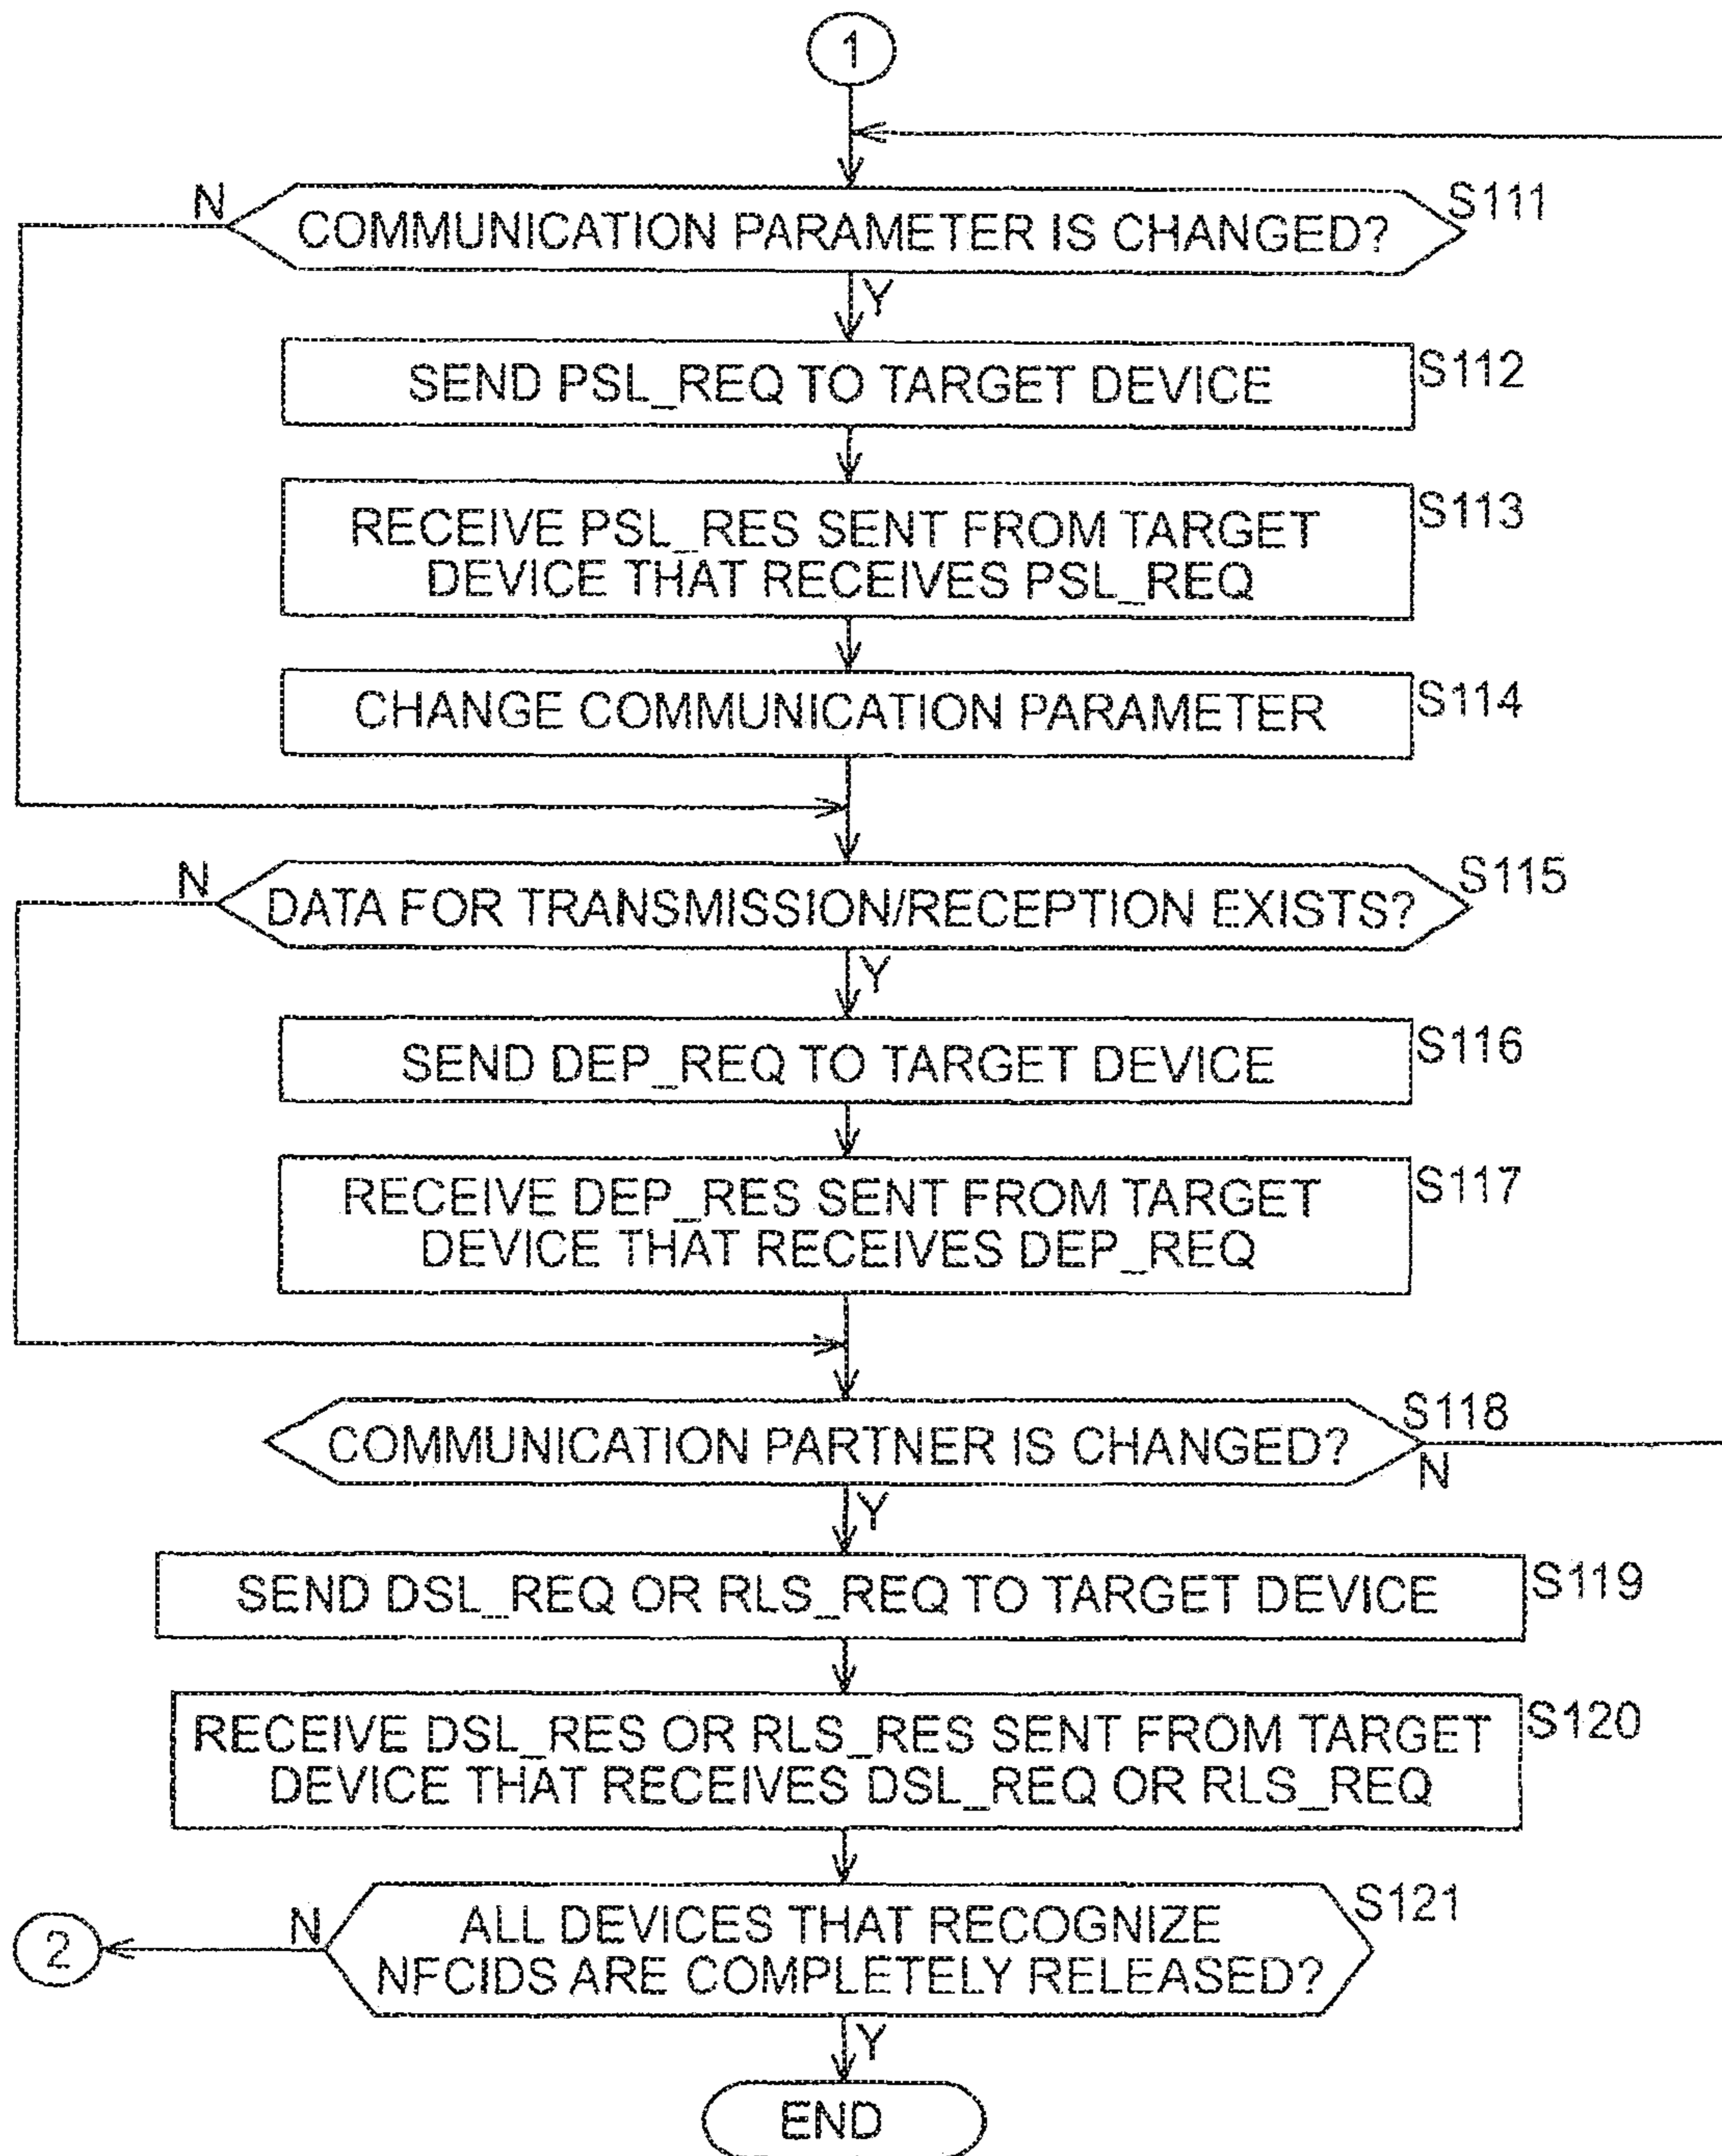 1
N
COMMUNICATION PARAMETER IS CHANGED?
S111
Y
SEND PSL_REQ TO TARGET DEVICE
S112
RECEIVE PSL_RES SENT FROM TARGET
DEVICE THAT RECEIVES PSL_REQ
S113
CHANGE COMMUNICATION PARAMETER
S114
N
DATA FOR TRANSMISSION/RECEPTION EXISTS?
S115
Y
SEND DEP_REQ TO TARGET DEVICE
S116
RECEIVE DEP_RES SENT FROM TARGET
DEVICE THAT RECEIVES DEP_REQ
S117
COMMUNICATION PARTNER IS CHANGED?
S118
N
Y
SEND DSL_REQ OR RLS_REQ TO TARGET DEVICE
S119
RECEIVE DSL_RES OR RLS_RES SENT FROM TARGET
DEVICE THAT RECEIVES DSL_REQ OR RLS_REQ
S120
2
N
ALL DEVICES THAT RECOGNIZE
NFCIDS ARE COMPLETELY RELEASED?
S121
Y
END